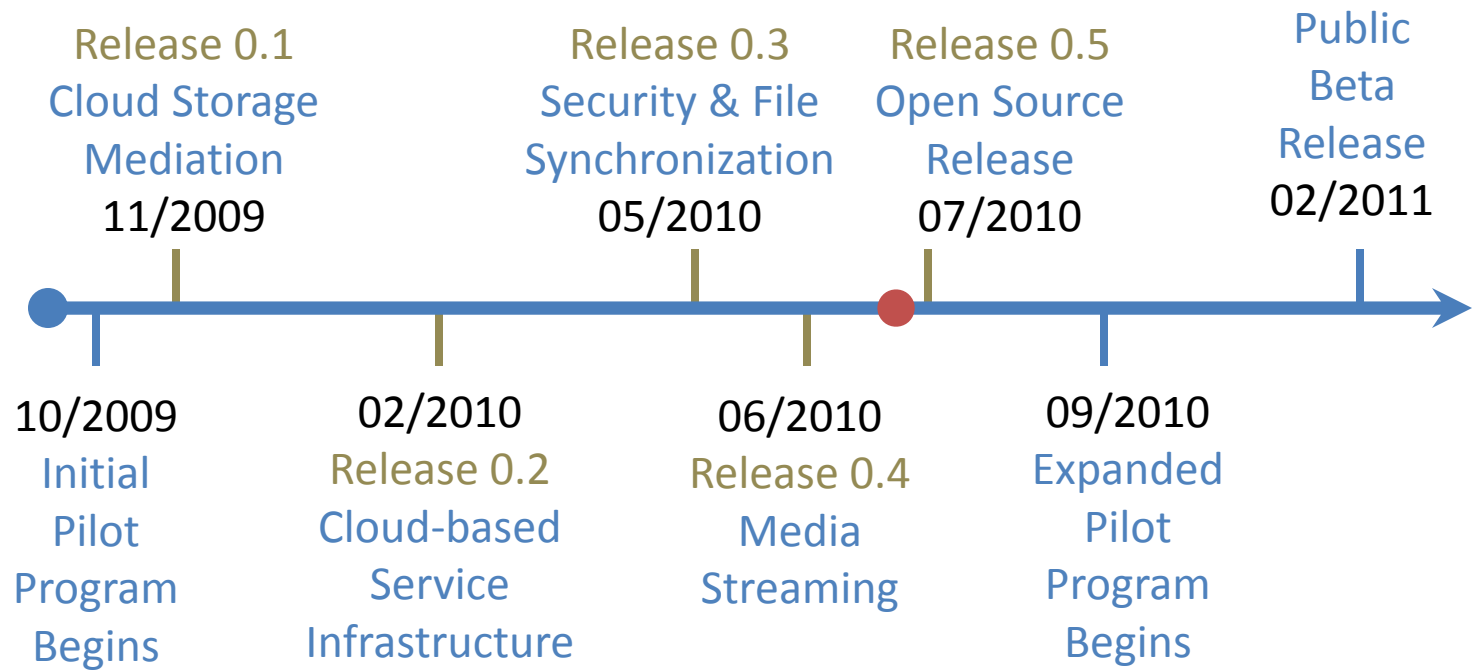 Release 0.1
Cloud Storage
Mediation
11/2009
Release 0.3
Security & File
Synchronization
05/2010
Release 0.5
Open Source
Release
07/2010
Public
Beta
Release
02/2011
10/2009
Initial
Pilot
Program
Begins
02/2010
Release 0.2
Cloud-based
Service
Infrastructure
06/2010
Release 0.4
Media
Streaming
09/2010
Expanded
Pilot
Program
Begins